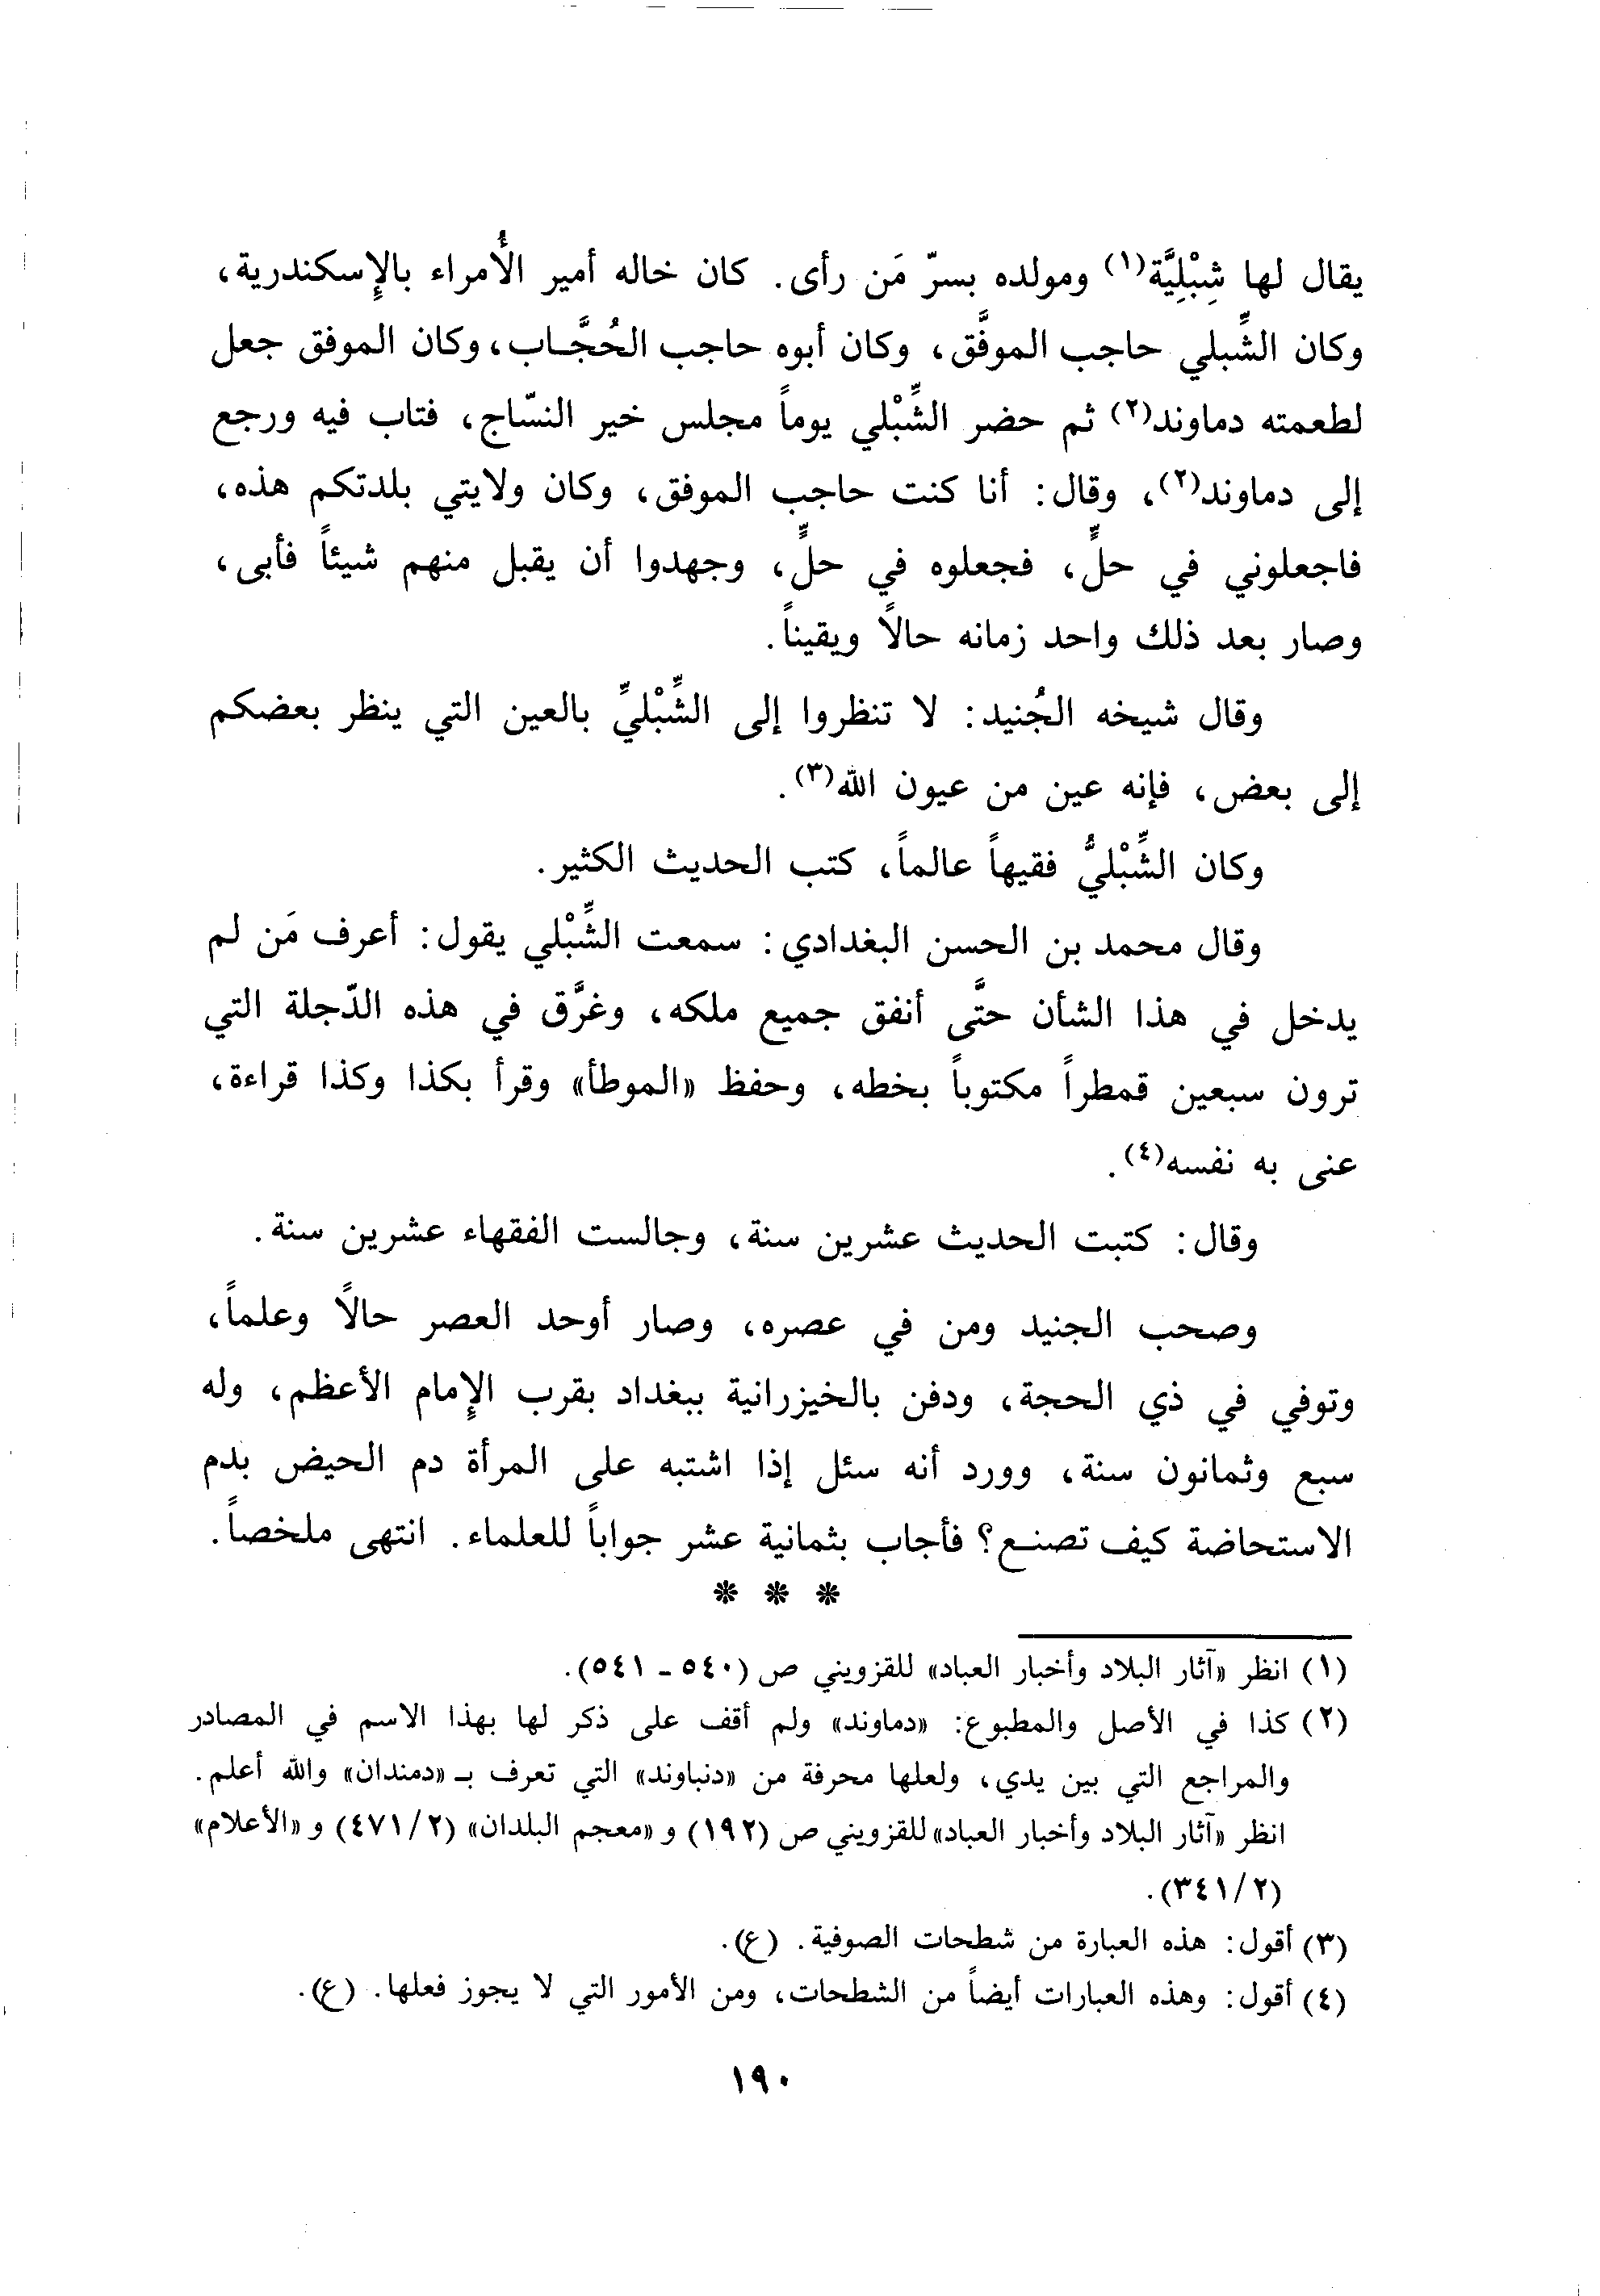 يقال لها شِبْلِيَّة(١) ومولده بسرّ مَن رأى. كان خاله أمير الأُمراء بالإسكندرية،
وكان الشِّبلي حاجب الموفَّق، وكان أبوه حاجب الحُجَّـاب، وكان الموفق جعل
لطعمته دماوند(٢) ثم حضر الشِّبْلي يوماً مجلس خير النسّاج، فتاب فيه ورجع
إلى دماوند(٢)، وقال: أنا كنت حاجب الموفق، وكان ولايتي بلدتكم هذه،
فاجعلوني في حلٍّ، فجعلوه في حلٍّ، وجهدوا أن يقبل منهم شيئاً فأبى،
وصار بعد ذلك واحد زمانه حالاً ويقيناً.
وقال شيخه الجُنيد: لا تنظروا إلى الشِّبْليِّ بالعين التي ينظر بعضكم
إلى بعض، فإنه عين من عيون الله(٣).
وكان الشِّبْليُّ فقيهاً عالماً، كتب الحديث الكثير.
وقال محمد بن الحسن البغدادي: سمعت الشِّبْلي يقول: أعرف مَن لم
يدخل في هذا الشأن حتَّى أنفق جميع ملكه، وغرَّق في هذه الدّجلة التي
ترون سبعين قمطراً مكتوباً بخطه، وحفظ «الموطأ» وقرأ بكذا وكذا قراءة،
عنى به نفسه(٤).
وقال: كتبت الحديث عشرين سنة، وجالست الفقهاء عشرين سنة.
وصحب الجنيد ومن في عصره، وصار أوحد العصر حالاً وعلماً،
وتوفي في ذي الحجة، ودفن بالخيزرانية ببغداد بقرب الإمام الأعظم، وله
سبع وثمانون سنة، وورد أنه سئل إذا اشتبه على المرأة دم الحيض بدم
الاستحاضة كيف تصنـع؟ فأجاب بثمانية عشر جواباً للعلماء. انتهى ملخصاً.
* * *
(١) انظر «آثار البلاد وأخبار العباد» للقزويني ص (٥٤٠ ـ ٥٤١).
(٢) كذا في الأصل والمطبوع: «دماوند» ولم أقف على ذكر لها بهذا الاسم في المصادر
والمراجع التي بين يدي، ولعلها محرفة من «دنباوند» التي تعرف بـ «دمندان» والله أعلم.
انظر «آثار البلاد وأخبار العباد» للقزويني ص (١٩٢) و «معجم البلدان» (٤٧١/٢) و «الأعلام»
(٣٤١/٢).
(٣) أقول: هذه العبارة من شطحات الصوفية. (ع).
(٤) أقول: وهذه العبارات أيضاً من الشطحات، ومن الأمور التي لا يجوز فعلها. (ع).
١٩٠